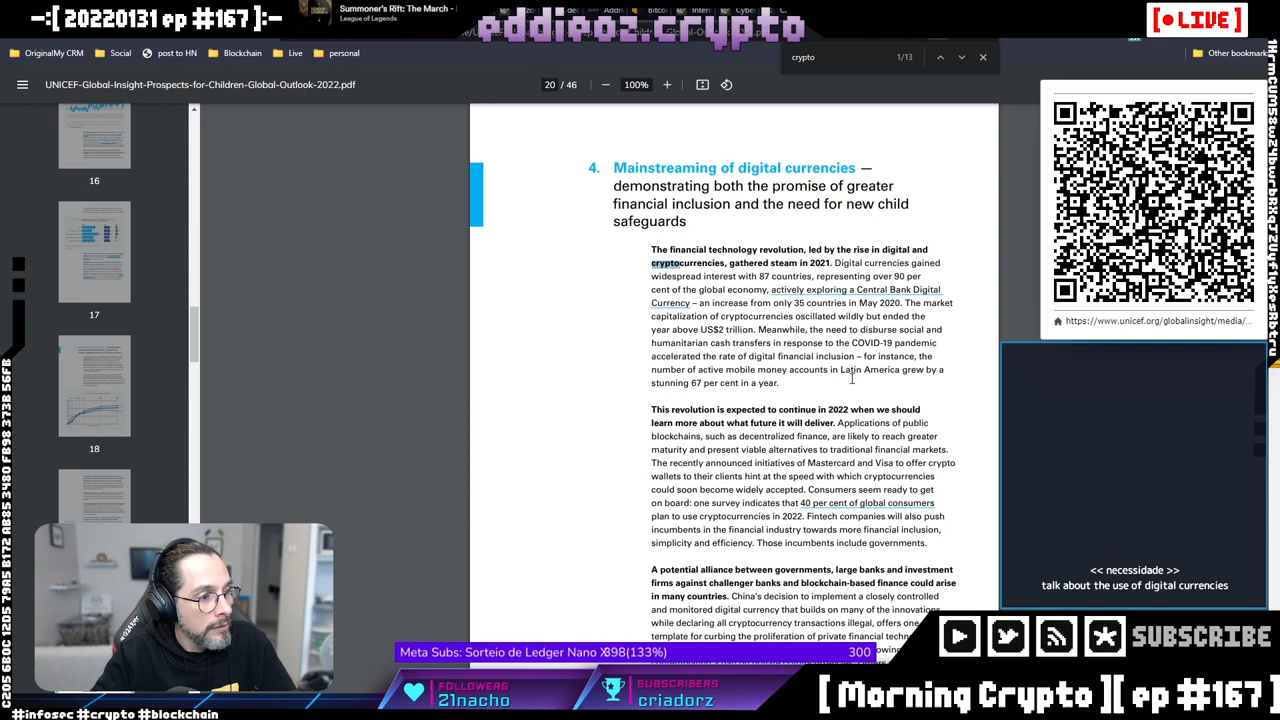 -:[ 20220131 ep #167]:-
Summoner's Rift: The March -
League of Legends
addiaoz.crypto
[● LIVE]
Only+My CRM
Social
post to HN
Blockchain
Live
personal
crypto
1/13
Other bookmark
UNICEF-Global-Insight-Prospects-for-Children-Global-Outlook-2022.pdf
20 / 46
100%
16
17
18
4. Mainstreaming of digital currencies —
demonstrating both the promise of greater
financial inclusion and the need for new child
safeguards
The financial technology revolution, led by the rise in digital and
cryptocurrencies, gathered steam in 2021. Digital currencies gained
widespread interest with 87 countries, representing over 90 per
cent of the global economy, actively exploring a Central Bank Digital
Currency – an increase from only 35 countries in May 2020. The market
capitalization of cryptocurrencies oscillated wildly but ended the
year above US$2 trillion. Meanwhile, the need to disburse social and
humanitarian cash transfers in response to the COVID-19 pandemic
accelerated the rate of digital financial inclusion – for instance, the
number of active mobile money accounts in Latin America grew by a
stunning 67 per cent in a year.
This revolution is expected to continue in 2022 when we should
learn more about what future it will deliver. Applications of public
blockchains, such as decentralized finance, are likely to reach greater
maturity and present viable alternatives to traditional financial markets.
The recently announced initiatives of Mastercard and Visa to offer crypto
wallets to their clients hint at the speed with which cryptocurrencies
could soon become widely accepted. Consumers seem ready to get
on board: one survey indicates that 40 per cent of global consumers
plan to use cryptocurrencies in 2022. Fintech companies will also push
incumbents in the financial industry towards more financial inclusion,
simplicity and efficiency. Those incumbents include governments.
A potential alliance between governments, large banks and investment
firms against challenger banks and blockchain-based finance could arise
in many countries. China's decision to implement a closely controlled
and monitored digital currency that builds on many of the innovations,
while declaring all cryptocurrency transactions illegal, offers one
template for curbing the proliferation of private financial
https://www.unicef.org/globalinsight/media/...
<< necessidade >>
talk about the use of digital currencies
SUBSCRIBE
Meta Subs: Sorteio de Ledger Nano X
398(133%)
300
FOLLOWERS
21nacho
SUBSCRIBERS
criadorz
[ Morning Crypto ][ ep #167]
#infosec #crypto #blockchain